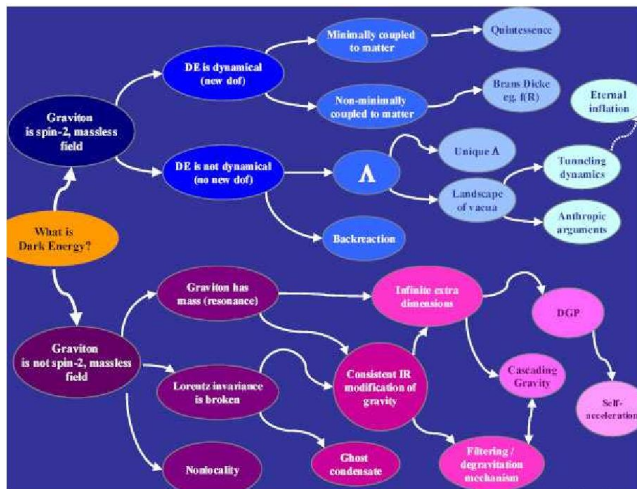 Minimally coupled
to matter
Quintessence
DE is dynamical
(new dof)
Non-minimally
coupled to matter
Brans Dicke
eg. f(R)
Eternal
inflation
Graviton
is spin-2, massless
field
Unique Λ
DE is not dynamical
(no new dof)
Λ
Tunneling
dynamics
Landscape
of vacua
Anthropic
arguments
What is
Dark Energy?
Backreaction
Graviton has
mass (resonance)
Infinite extra
dimensions
DGP
Graviton
is not spin-2, massless
field
Consistent IR
modification of
gravity
Cascading
Gravity
Lorentz invariance
is broken
Self-
acceleration
Nonlocality
Ghost
condensate
Filtering /
degravitation
mechanism